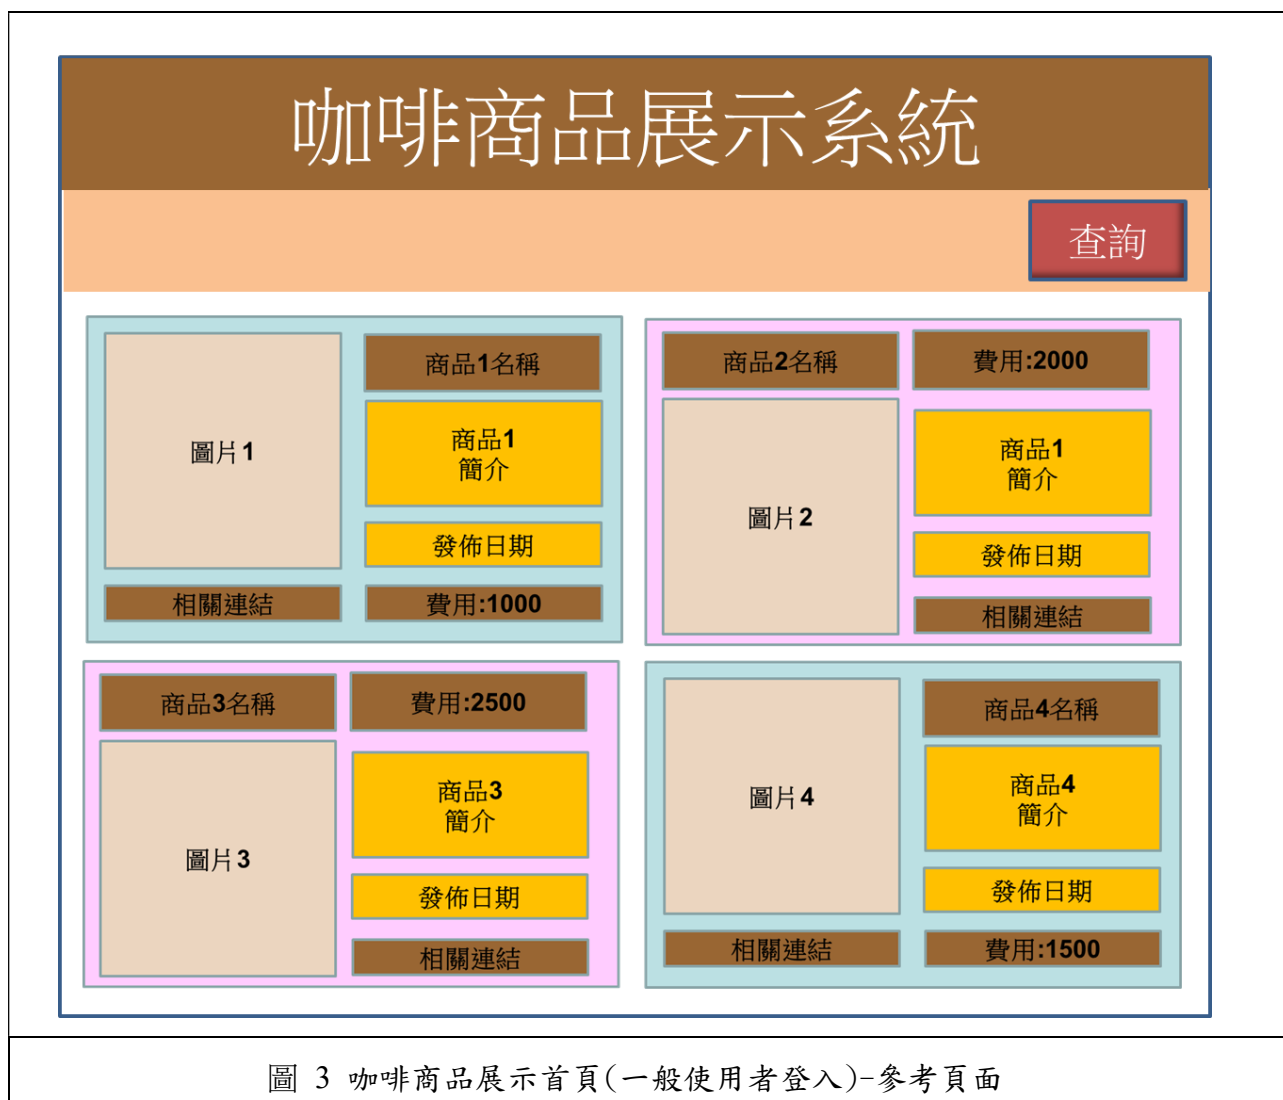 咖啡商品展示系統
查詢
圖片1
商品1名稱
商品1
簡介
發佈日期
相關連結
費用:1000
商品2名稱
費用:2000
圖片2
商品1
簡介
發佈日期
相關連結
商品3名稱
費用:2500
圖片3
商品3
簡介
發佈日期
相關連結
圖片4
商品4名稱
商品4
簡介
發佈日期
相關連結
費用:1500
圖 3 咖啡商品展示首頁(一般使用者登入)-參考頁面